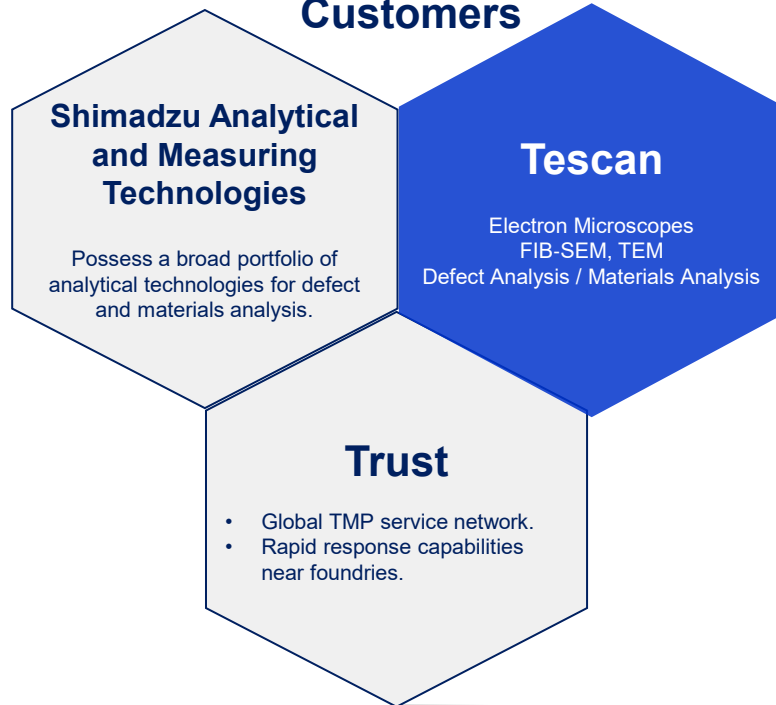 Customers
Shimadzu Analytical
and Measuring
Technologies
Possess a broad portfolio of
analytical technologies for defect
and materials analysis.
Tescan
Electron Microscopes
FIB-SEM, TEM
Defect Analysis / Materials Analysis
Trust
• Global TMP service network.
• Rapid response capabilities
near foundries.